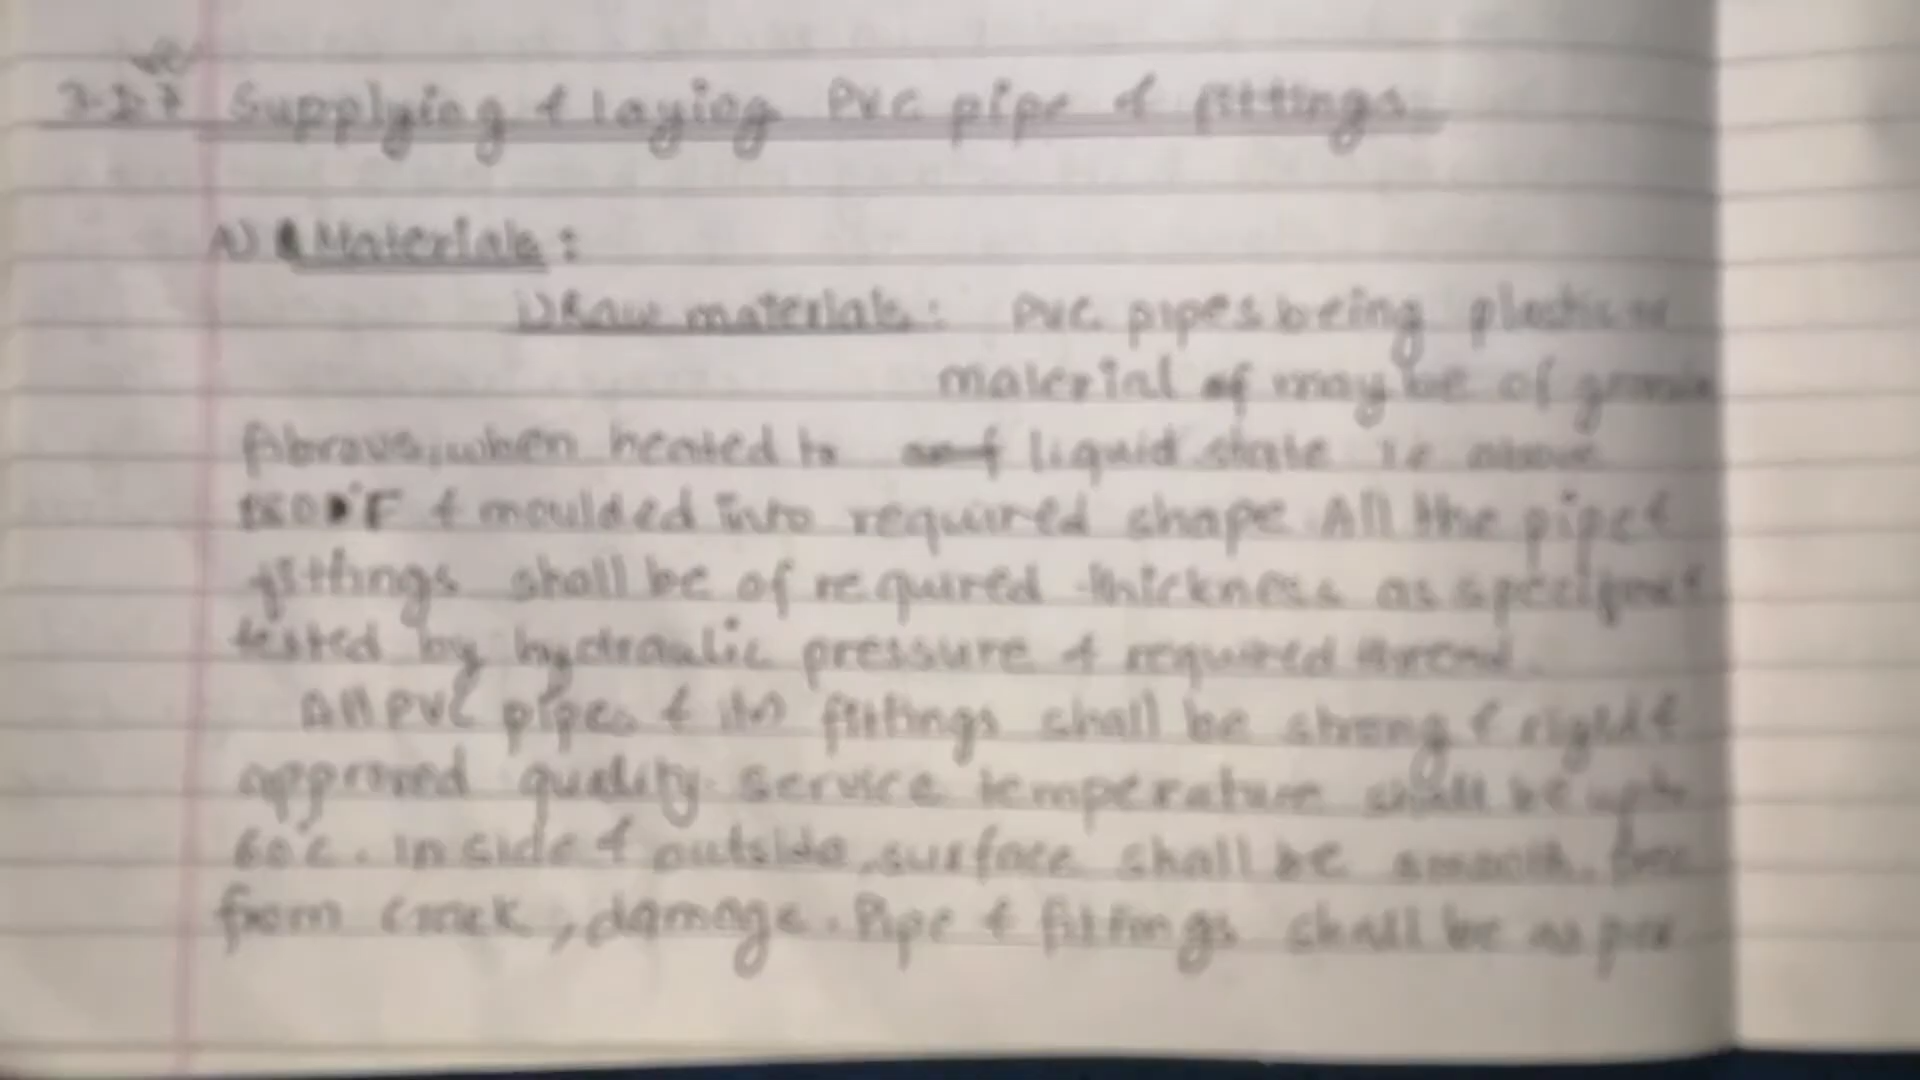 Supplying & laying PVC pipe & fittings
A) Materials :
1) Raw materials : PVC pipes being
material of may be of
when heated to liquid state is above
°F & moulded into required shape. All the pipe &
fittings shall be of required thickness as
tested by hydraulic pressure & required thread.
All PVC pipes & its fittings shall be strong & rigid &
approved quality. service temperature shall be upto
60°c. inside & outside surface shall be smooth, free
from crack, damage. Pipe & fittings shall be as per